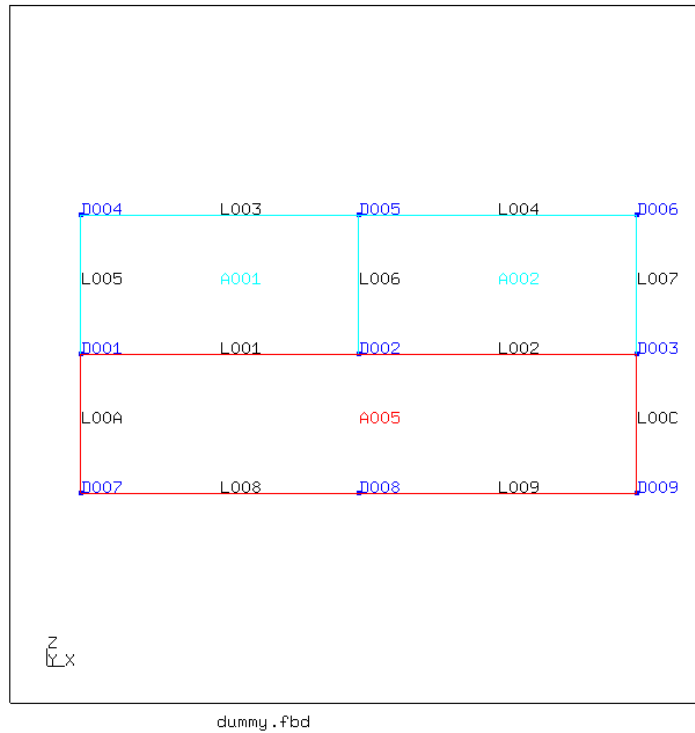 D004 L003 D005 L004 D006
L005 A001 L006 A002 L007
D001 L001 D002 L002 D003
L00A A005 L00C
D007 L008 D008 L009 D009
Z
Y X
dummy.fbd